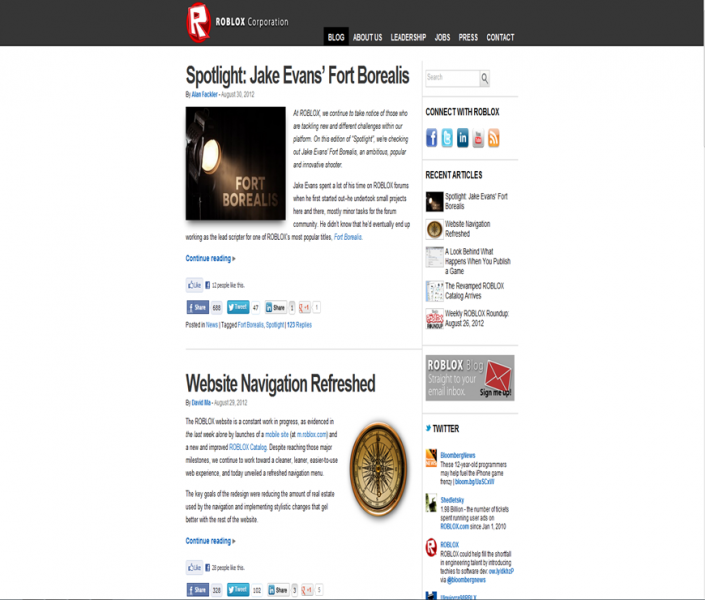 ROBLOX Corporation
BLOG ABOUT US LEADERSHIP JOBS PRESS CONTACT
Spotlight: Jake Evans' Fort Borealis
By Alan Fackler - August 30, 2012
FORT
BOREALIS
At ROBLOX, we continue to take notice of those who
are tackling new and different challenges within our
platform. On this edition of "Spotlight", we're checking
out Jake Evans' Fort Borealis, an ambitious, popular
and innovative shooter.
Jake Evans spent a lot of his time on ROBLOX forums
when he first started out–he undertook small projects
here and there, mostly minor tasks for the forum
community. He didn't know that he'd eventually end up
working as the lead scripter for one of ROBLOX's most popular titles, Fort Borealis.
Continue reading
Like 12 people like this.
Share 688 Tweet 47 Share 1 +1 1
Posted in News | Tagged Fort Borealis, Spotlight | 123 Replies
Website Navigation Refreshed
By David Ma - August 29, 2012
The ROBLOX website is a constant work in progress, as evidenced in
the last week alone by launches of a mobile site (at m.roblox.com) and
a new and improved ROBLOX Catalog. Despite reaching those major
milestones, we continue to work toward a cleaner, leaner, easier-to-use
web experience, and today unveiled a refreshed navigation menu.
The key goals of the redesign were reducing the amount of real estate
used by the navigation and implementing stylistic changes that gel
better with the rest of the website.
Continue reading
Like 28 people like this.
Share 328 Tweet 102 Share 3 +1 5
Search
CONNECT WITH ROBLOX
RECENT ARTICLES
Spotlight: Jake Evans' Fort
Borealis
Website Navigation
Refreshed
A Look Behind What
Happens When You Publish
a Game
The Revamped ROBLOX
Catalog Arrives
Weekly ROBLOX Roundup:
August 26, 2012
ROBLOX Blog
Straight to your
email inbox.
Sign me up!
TWITTER
BloombergNews
These 12-year-old programmers
may help fuel the iPhone game
frenzy |
Shedletsky
1.98 Billion - the number of tickets
spent running user ads on
ROBLOX.com since Jan 1, 2010
ROBLOX
ROBLOX could help fill the shortfall
in engineering talent by introducing
techies to software dev:
via @bloombergnews